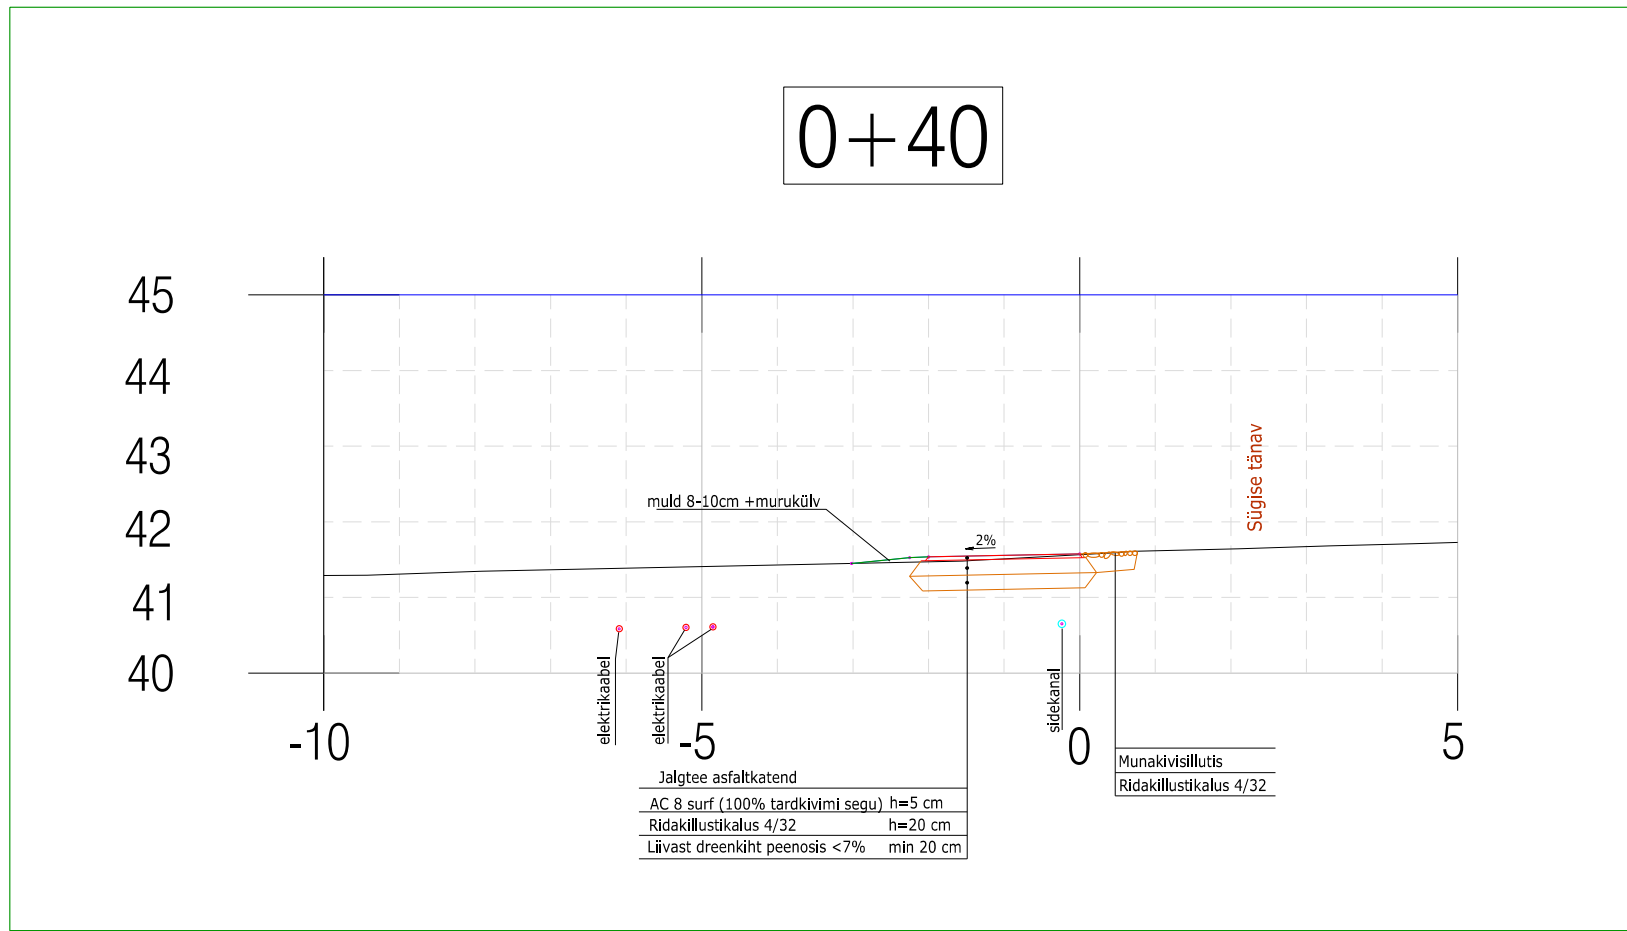 0+40
45
44
43
42
41
40
Sügise tänav
muld 8-10cm +murukülv
2%
elektrikaabel
elektrikaabel
sidekanal
-10
-5
0
5
Jalgtee asfaltkatend
AC 8 surf (100% tardkivimi segu) h=5 cm
Ridakillustikalus 4/32 h=20 cm
Liivast dreenkiht peenosis <7% min 20 cm
Munakivisillutis
Ridakillustikalus 4/32